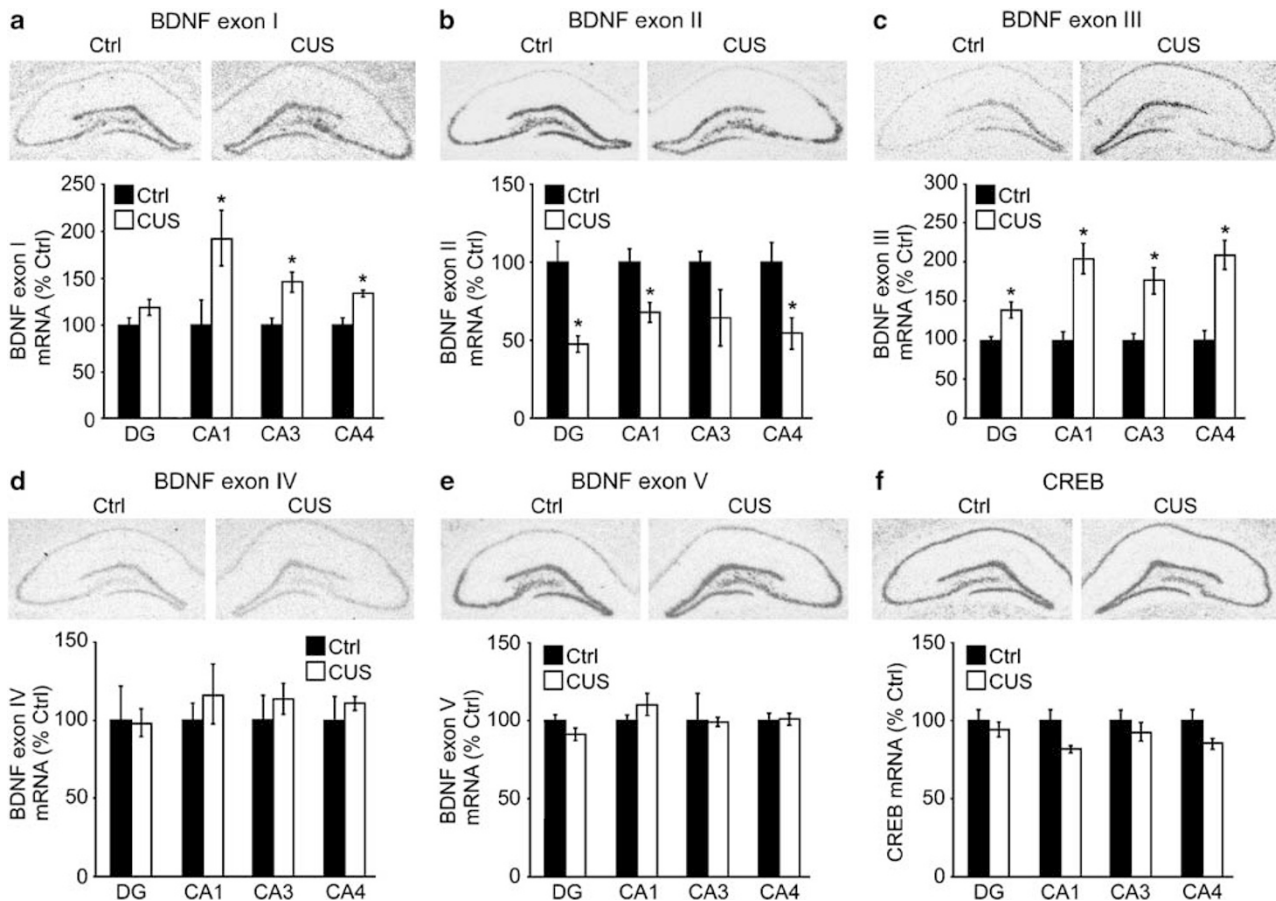 a BDNF exon I
Ctrl CUS
250
200
150
100
50
0
BDNF exon I
mRNA (% Ctrl)
Ctrl
CUS
*
*
*
DG CA1 CA3 CA4
b BDNF exon II
Ctrl CUS
150
100
50
0
BDNF exon II
mRNA (% Ctrl)
Ctrl
CUS
*
*
*
DG CA1 CA3 CA4
c BDNF exon III
Ctrl CUS
300
250
200
150
100
50
0
BDNF exon III
mRNA (% Ctrl)
Ctrl
CUS
*
*
*
*
DG CA1 CA3 CA4
d BDNF exon IV
Ctrl CUS
150
100
50
0
BDNF exon IV
mRNA (% Ctrl)
Ctrl
CUS
DG CA1 CA3 CA4
e BDNF exon V
Ctrl CUS
150
100
50
0
BDNF exon V
mRNA (% Ctrl)
Ctrl
CUS
DG CA1 CA3 CA4
f CREB
Ctrl CUS
150
100
50
0
CREB mRNA (% Ctrl)
Ctrl
CUS
DG CA1 CA3 CA4